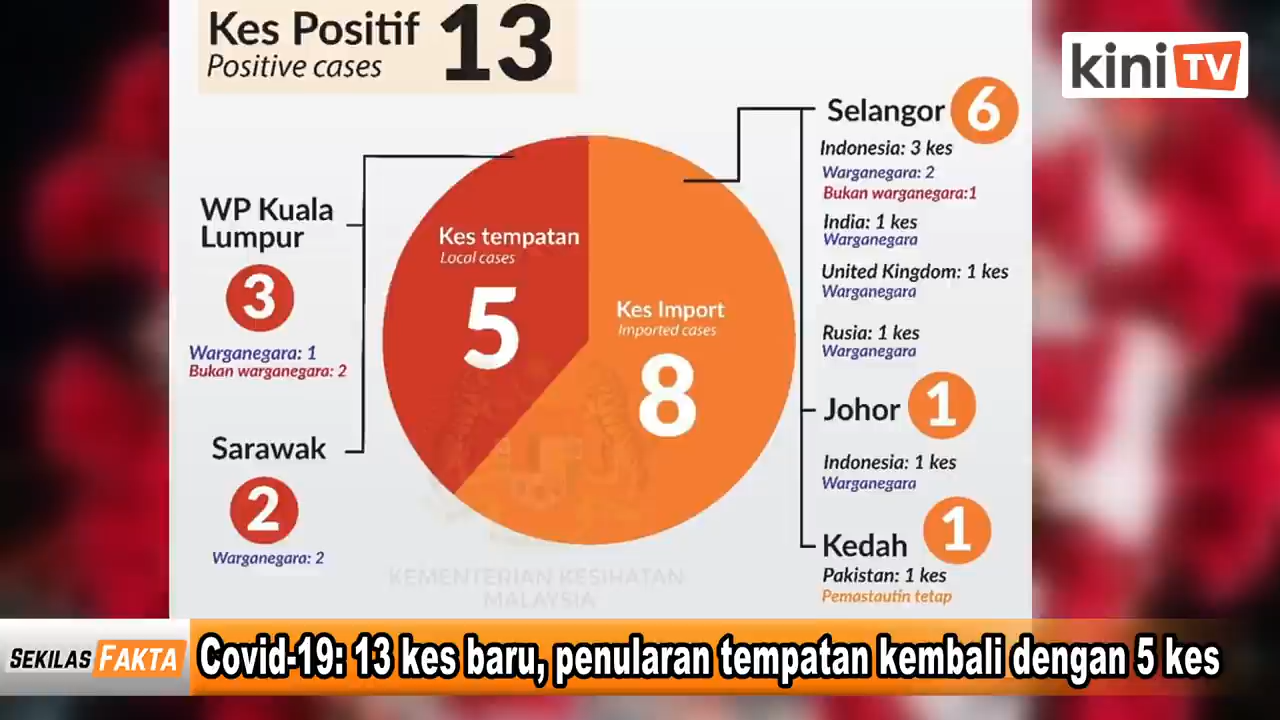 Kes Positif 13
Positive cases
kini TV
Selangor 6
Indonesia: 3 kes
Warganegara: 2
Bukan warganegara:1
India: 1 kes
Warganegara
United Kingdom: 1 kes
Warganegara
Rusia: 1 kes
Warganegara
Johor 1
Indonesia: 1 kes
Warganegara
Kedah 1
Pakistan: 1 kes
Pemastautin tetap
WP Kuala
Lumpur
3
Warganegara: 1
Bukan warganegara: 2
Sarawak
2
Warganegara: 2
Kes tempatan
Local cases
5
Kes Import
Imported cases
8
KEMENTERIAN KESIHATAN
MALAYSIA
SEKILAS FAKTA
Covid-19: 13 kes baru, penularan tempatan kembali dengan 5 kes